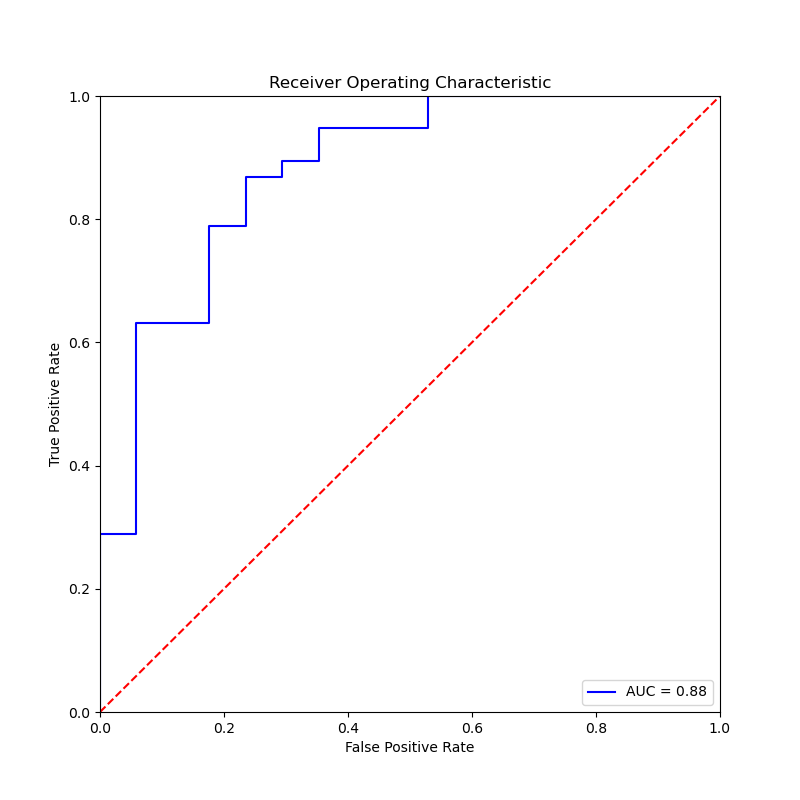 Receiver Operating Characteristic
1.0
0.8
0.6
0.4
0.2
0.0
True Positive Rate
AUC = 0.88
0.0 0.2 0.4 0.6 0.8 1.0
False Positive Rate